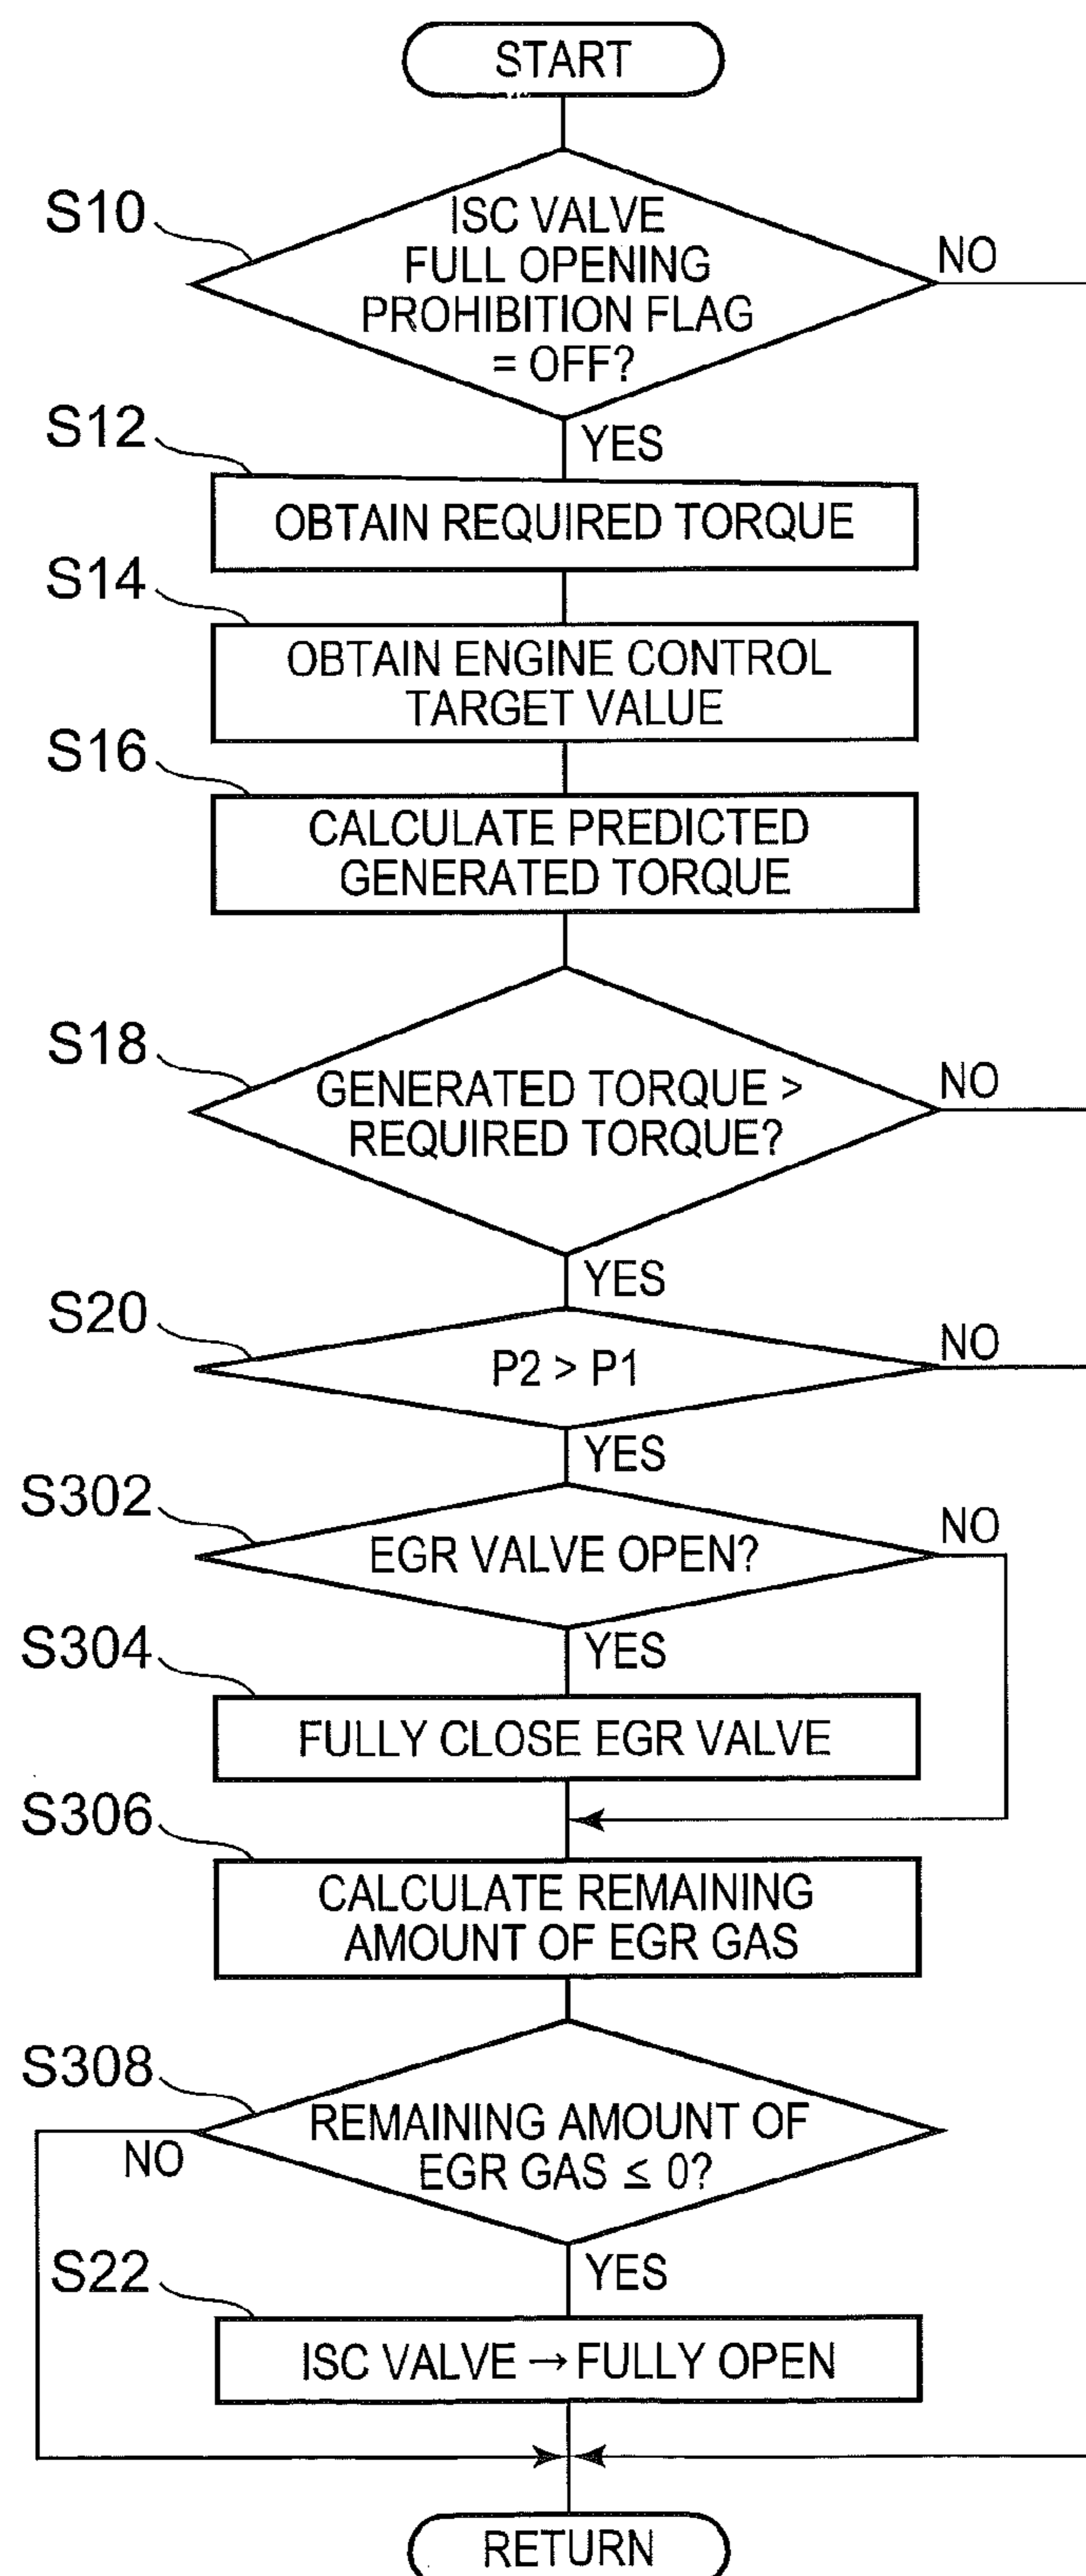 START
S10
ISC VALVE
FULL OPENING
PROHIBITION FLAG
= OFF?
NO
YES
S12
OBTAIN REQUIRED TORQUE
S14
OBTAIN ENGINE CONTROL
TARGET VALUE
S16
CALCULATE PREDICTED
GENERATED TORQUE
S18
GENERATED TORQUE >
REQUIRED TORQUE?
NO
YES
S20
P2 > P1
NO
YES
S302
EGR VALVE OPEN?
NO
YES
S304
FULLY CLOSE EGR VALVE
S306
CALCULATE REMAINING
AMOUNT OF EGR GAS
S308
REMAINING AMOUNT OF
EGR GAS ≤ 0?
NO
YES
S22
ISC VALVE → FULLY OPEN
RETURN